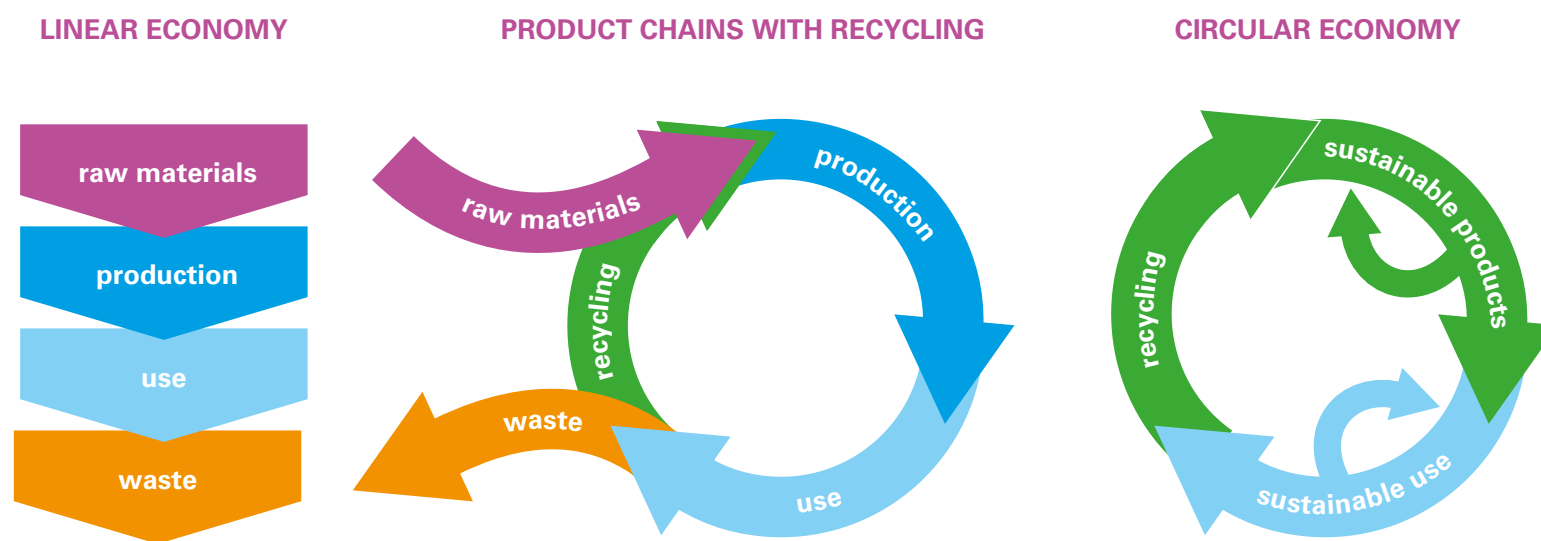 LINEAR ECONOMY
raw materials
production
use
waste
PRODUCT CHAINS WITH RECYCLING
raw materials
production
recycling
waste
use
CIRCULAR ECONOMY
sustainable products
recycling
sustainable use